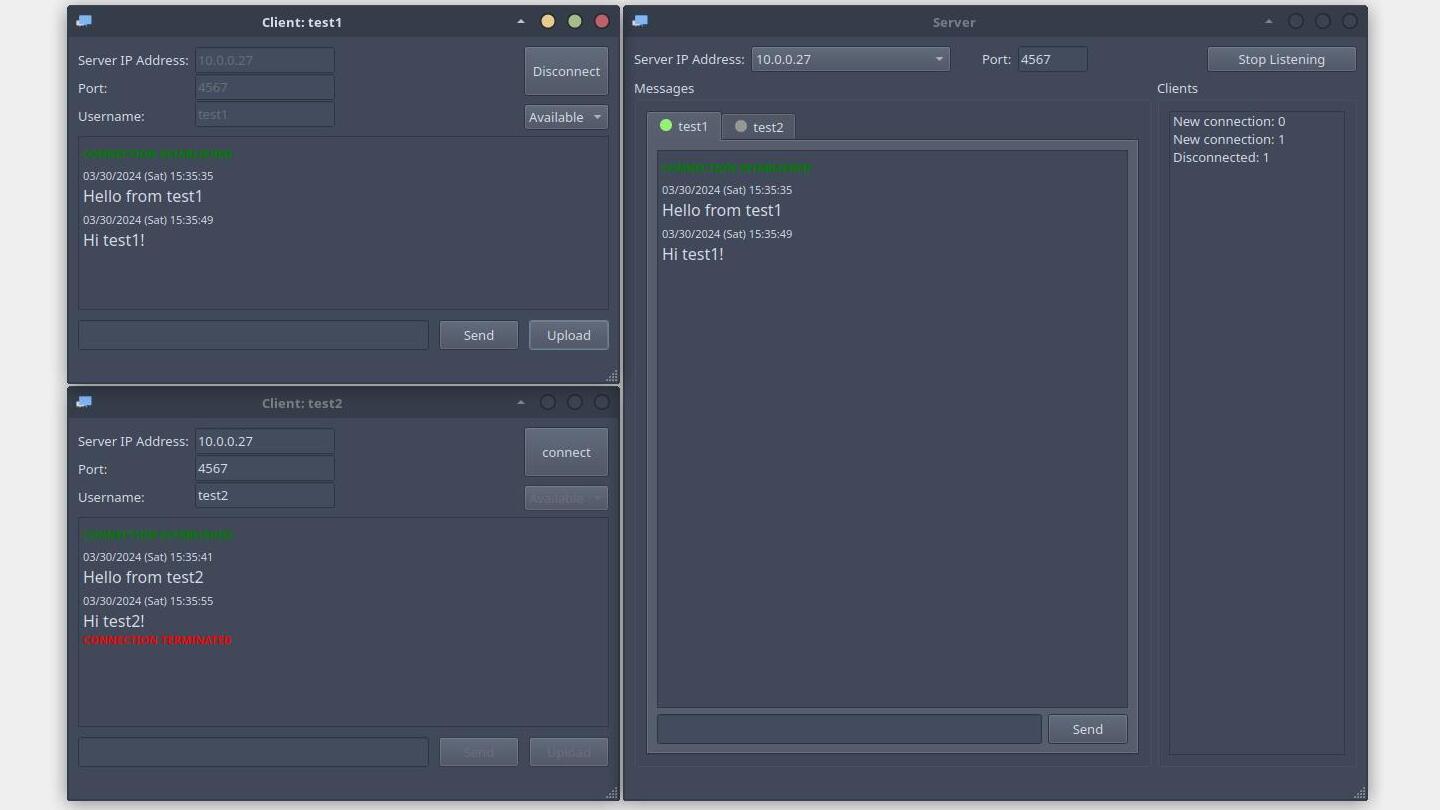 Client: test1
Server IP Address: 10.0.0.27
Port: 4567
Username: test1
Disconnect
Available
CONNECTION ESTABLISHED
03/30/2024 (Sat) 15:35:35
Hello from test1
03/30/2024 (Sat) 15:35:49
Hi test1!
Send Upload
Client: test2
Server IP Address: 10.0.0.27
Port: 4567
Username: test2
connect
Available
CONNECTION ESTABLISHED
03/30/2024 (Sat) 15:35:41
Hello from test2
03/30/2024 (Sat) 15:35:55
Hi test2!
CONNECTION TERMINATED
Send Upload
Server
Server IP Address: 10.0.0.27 Port: 4567 Stop Listening
Messages
test1 test2
CONNECTION ESTABLISHED
03/30/2024 (Sat) 15:35:35
Hello from test1
03/30/2024 (Sat) 15:35:49
Hi test1!
Send
Clients
New connection: 0
New connection: 1
Disconnected: 1